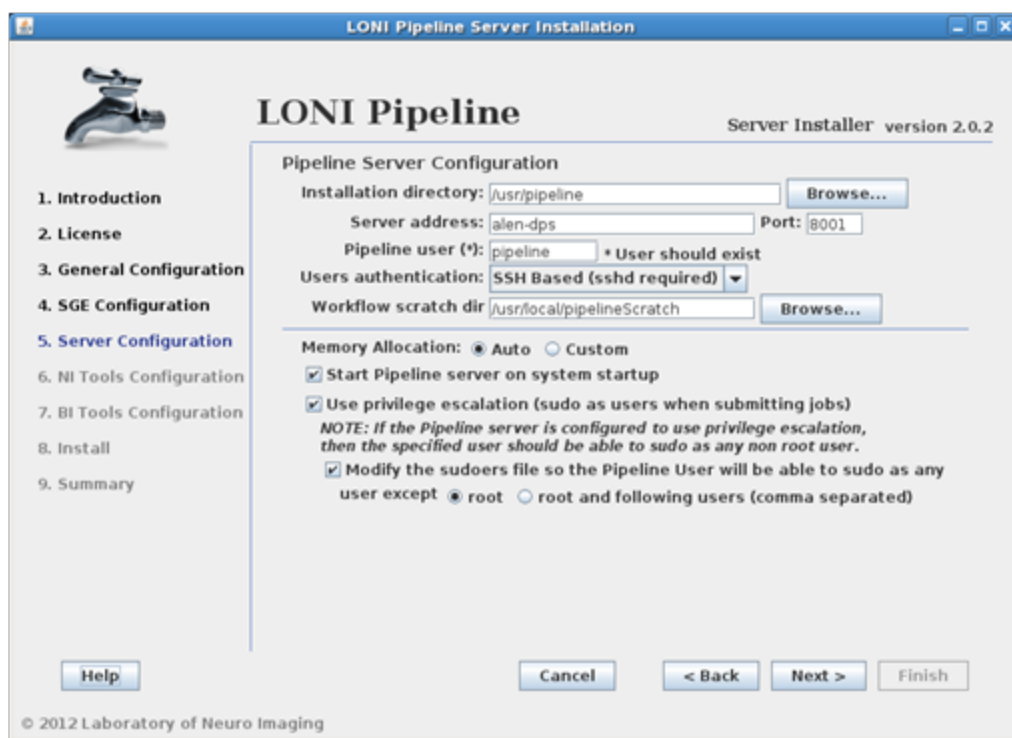 LONI Pipeline Server Installation
LONI Pipeline
Server Installer version 2.0.2
1. Introduction
2. License
3. General Configuration
4. SGE Configuration
5. Server Configuration
6. NI Tools Configuration
7. BI Tools Configuration
8. Install
9. Summary
Pipeline Server Configuration
Installation directory: /usr/pipeline Browse...
Server address: alen-dps Port: 8001
Pipeline user (*): pipeline * User should exist
Users authentication: SSH Based (sshd required)
Workflow scratch dir /usr/local/pipelineScratch Browse...
Memory Allocation: Auto Custom
Start Pipeline server on system startup
Use privilege escalation (sudo as users when submitting jobs)
NOTE: If the Pipeline server is configured to use privilege escalation,
then the specified user should be able to sudo as any non root user.
Modify the sudoers file so the Pipeline User will be able to sudo as any
user except root root and following users (comma separated)
Help Cancel < Back Next > Finish
© 2012 Laboratory of Neuro Imaging